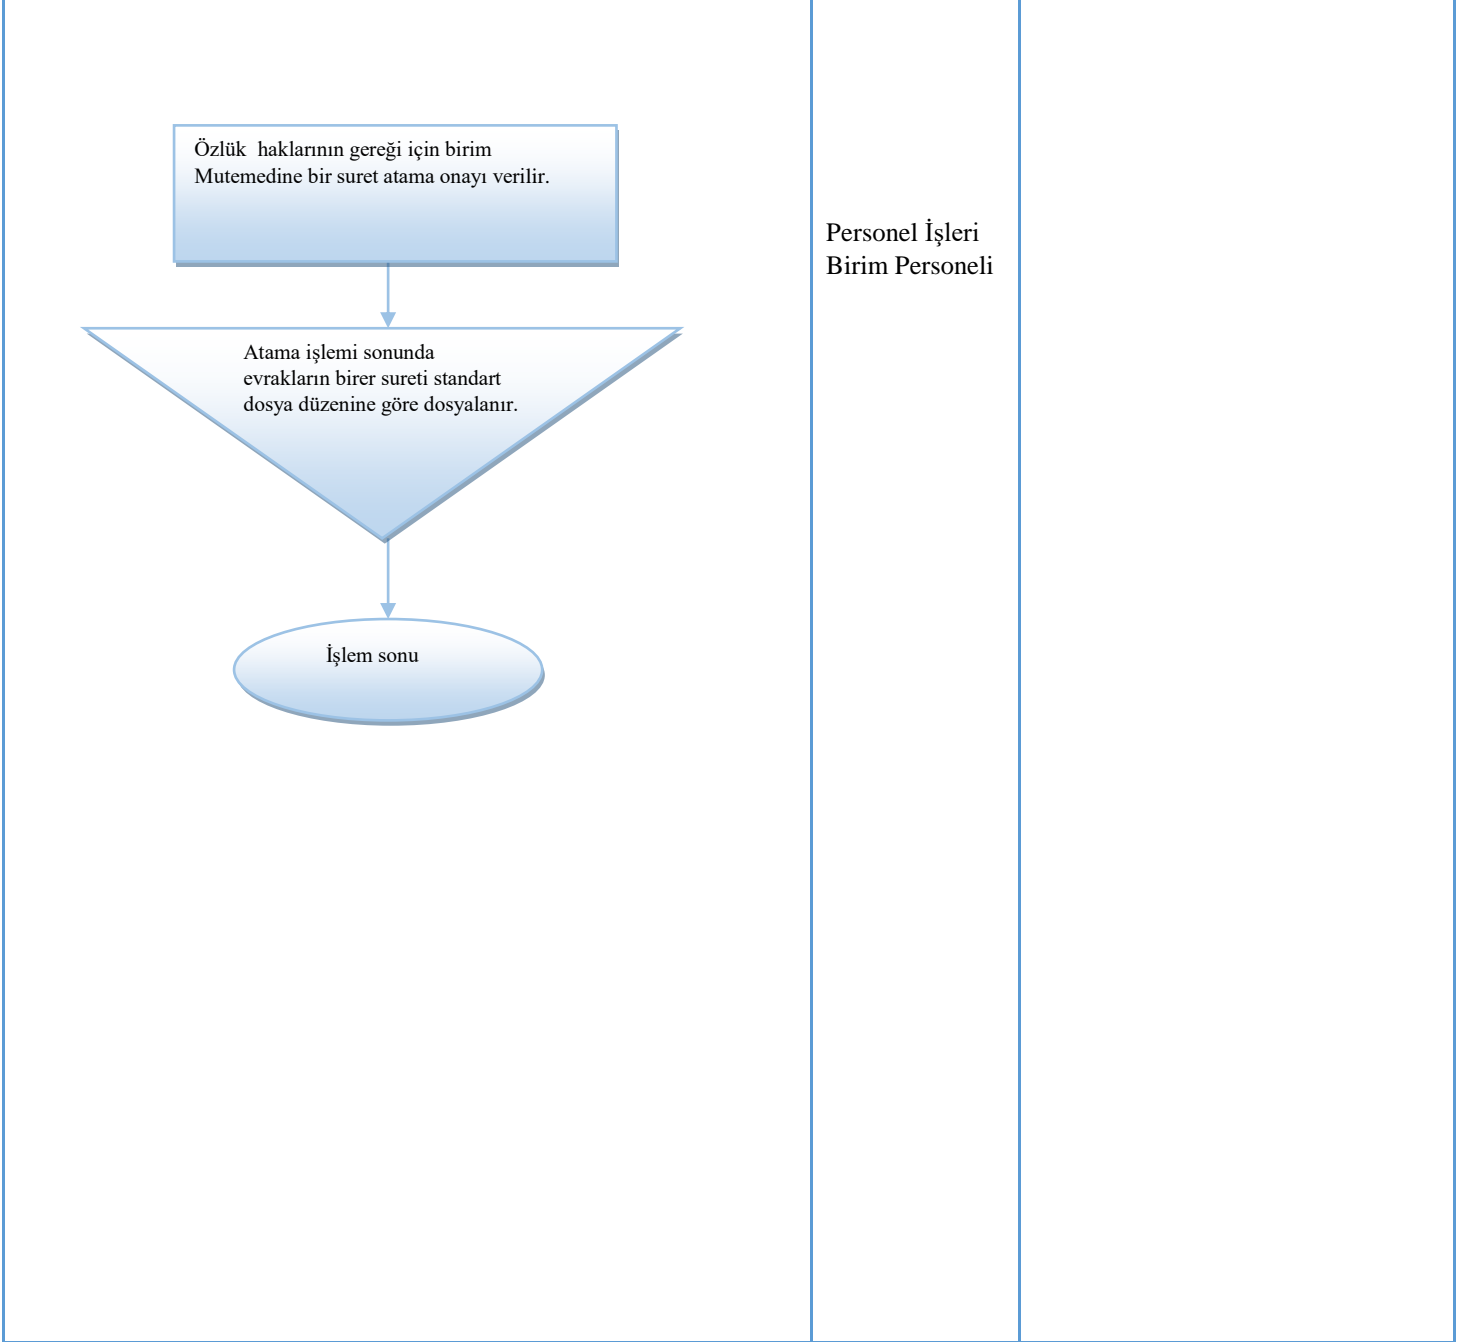 Özlük haklarının gereği için birim
Mutemedine bir suret atama onayı verilir.
Personel İşleri
Birim Personeli
Atama işlemi sonunda
evrakların birer sureti standart
dosya düzenine göre dosyalanır.
İşlem sonu